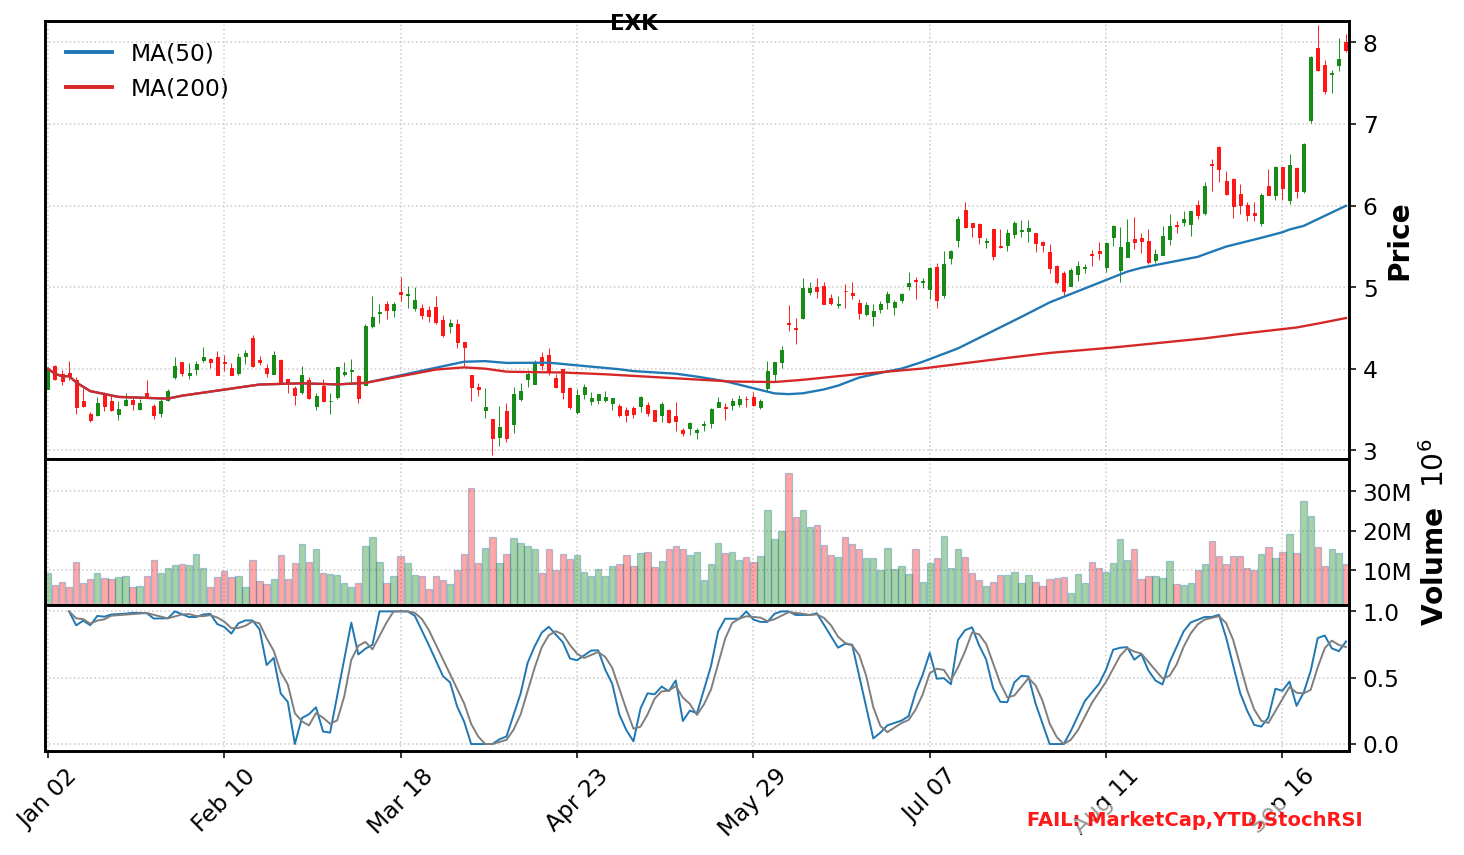 EXK
MA(50)
MA(200)
8
7
6
5
4
3
Price
10⁶
30M
20M
10M
Volume
1.0
0.5
0.0
Jan 02
Feb 10
Mar 18
Apr 23
May 29
Jul 07
Aug 11
Sep 16
FAIL: MarketCap,YTD,StochRSI